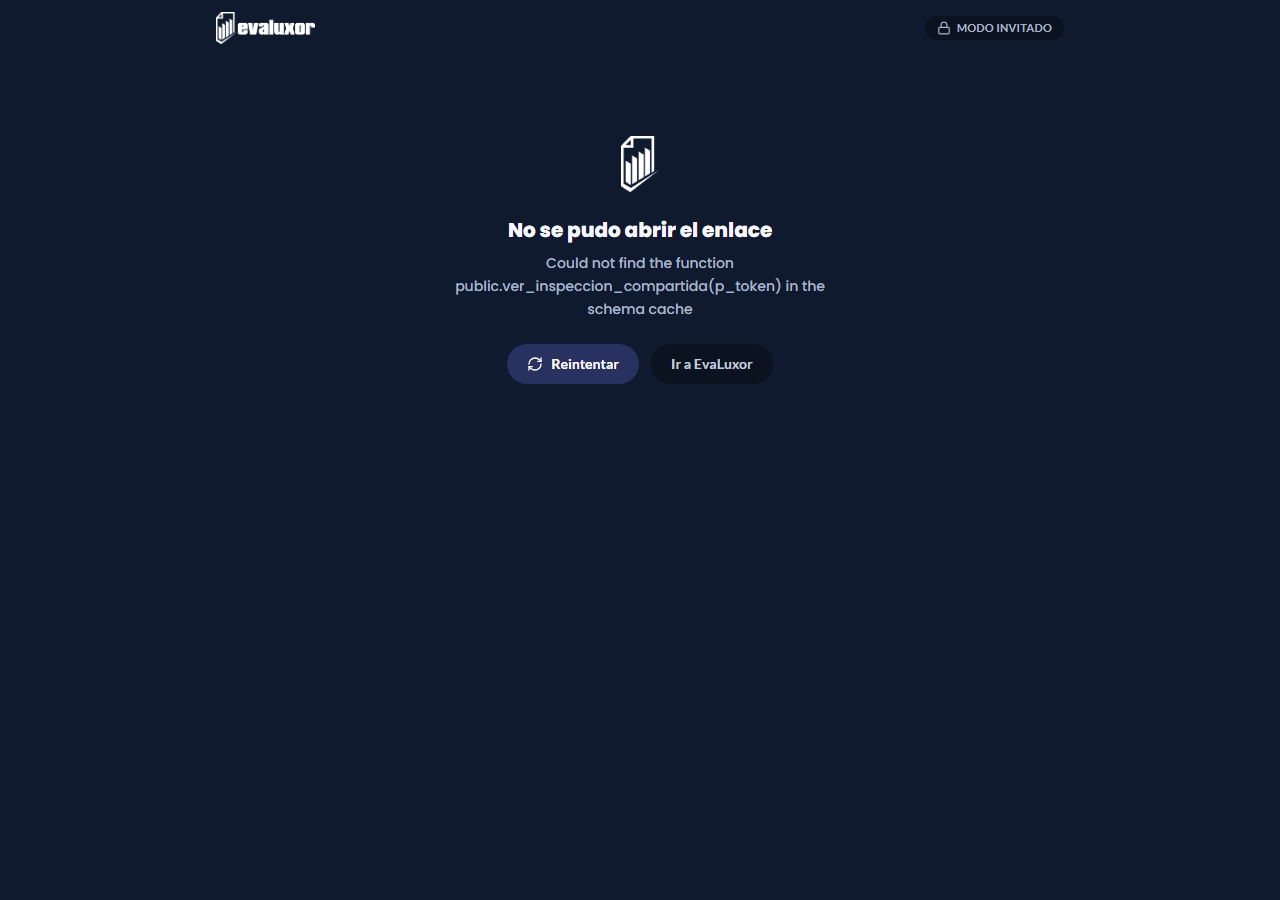 evaluxor
MODO INVITADO
No se pudo abrir el enlace
Could not find the function
public.ver_inspeccion_compartida(p_token) in the
schema cache
Reintentar
Ir a EvaLuxor